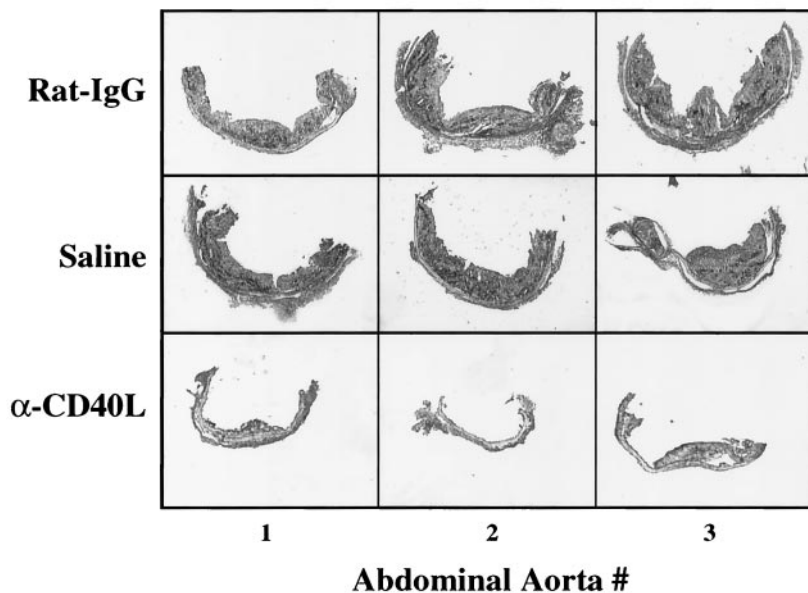 Rat-IgG
Saline
α-CD40L
1 2 3
Abdominal Aorta #